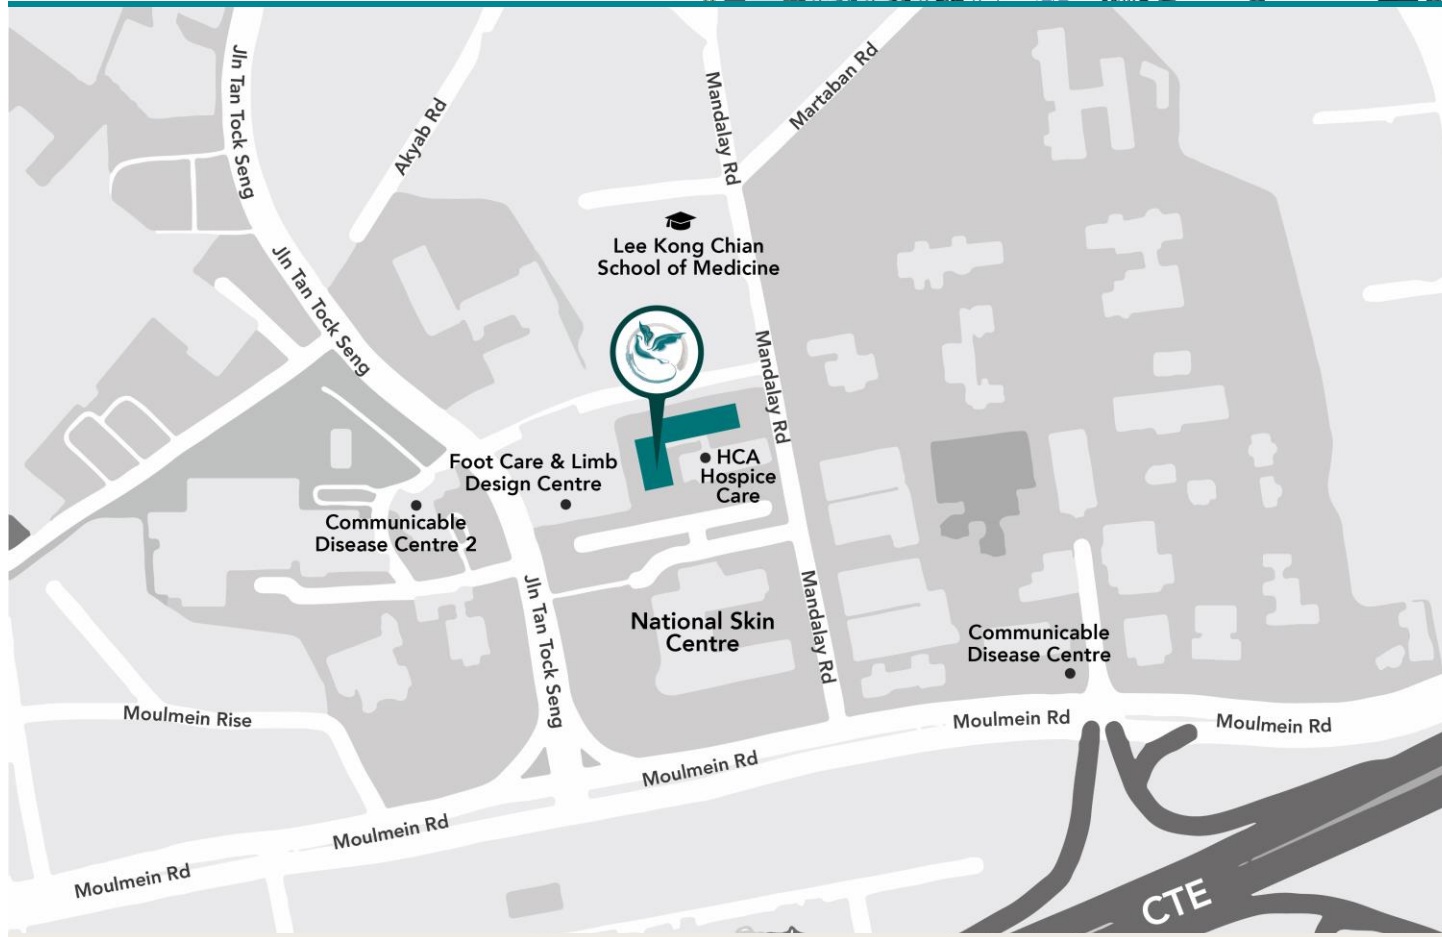 Jln Tan Tock Seng
Akyab Rd
Mandalay Rd
Martaban Rd
Lee Kong Chian
School of Medicine
Jln Tan Tock Seng
Mandalay Rd
Foot Care & Limb
Design Centre
HCA
Hospice
Care
Communicable
Disease Centre 2
Jln Tan Tock Seng
National Skin
Centre
Mandalay Rd
Communicable
Disease Centre
Moulmein Rise
Moulmein Rd
Moulmein Rd
Moulmein Rd
Moulmein Rd
Moulmein Rd
CTE